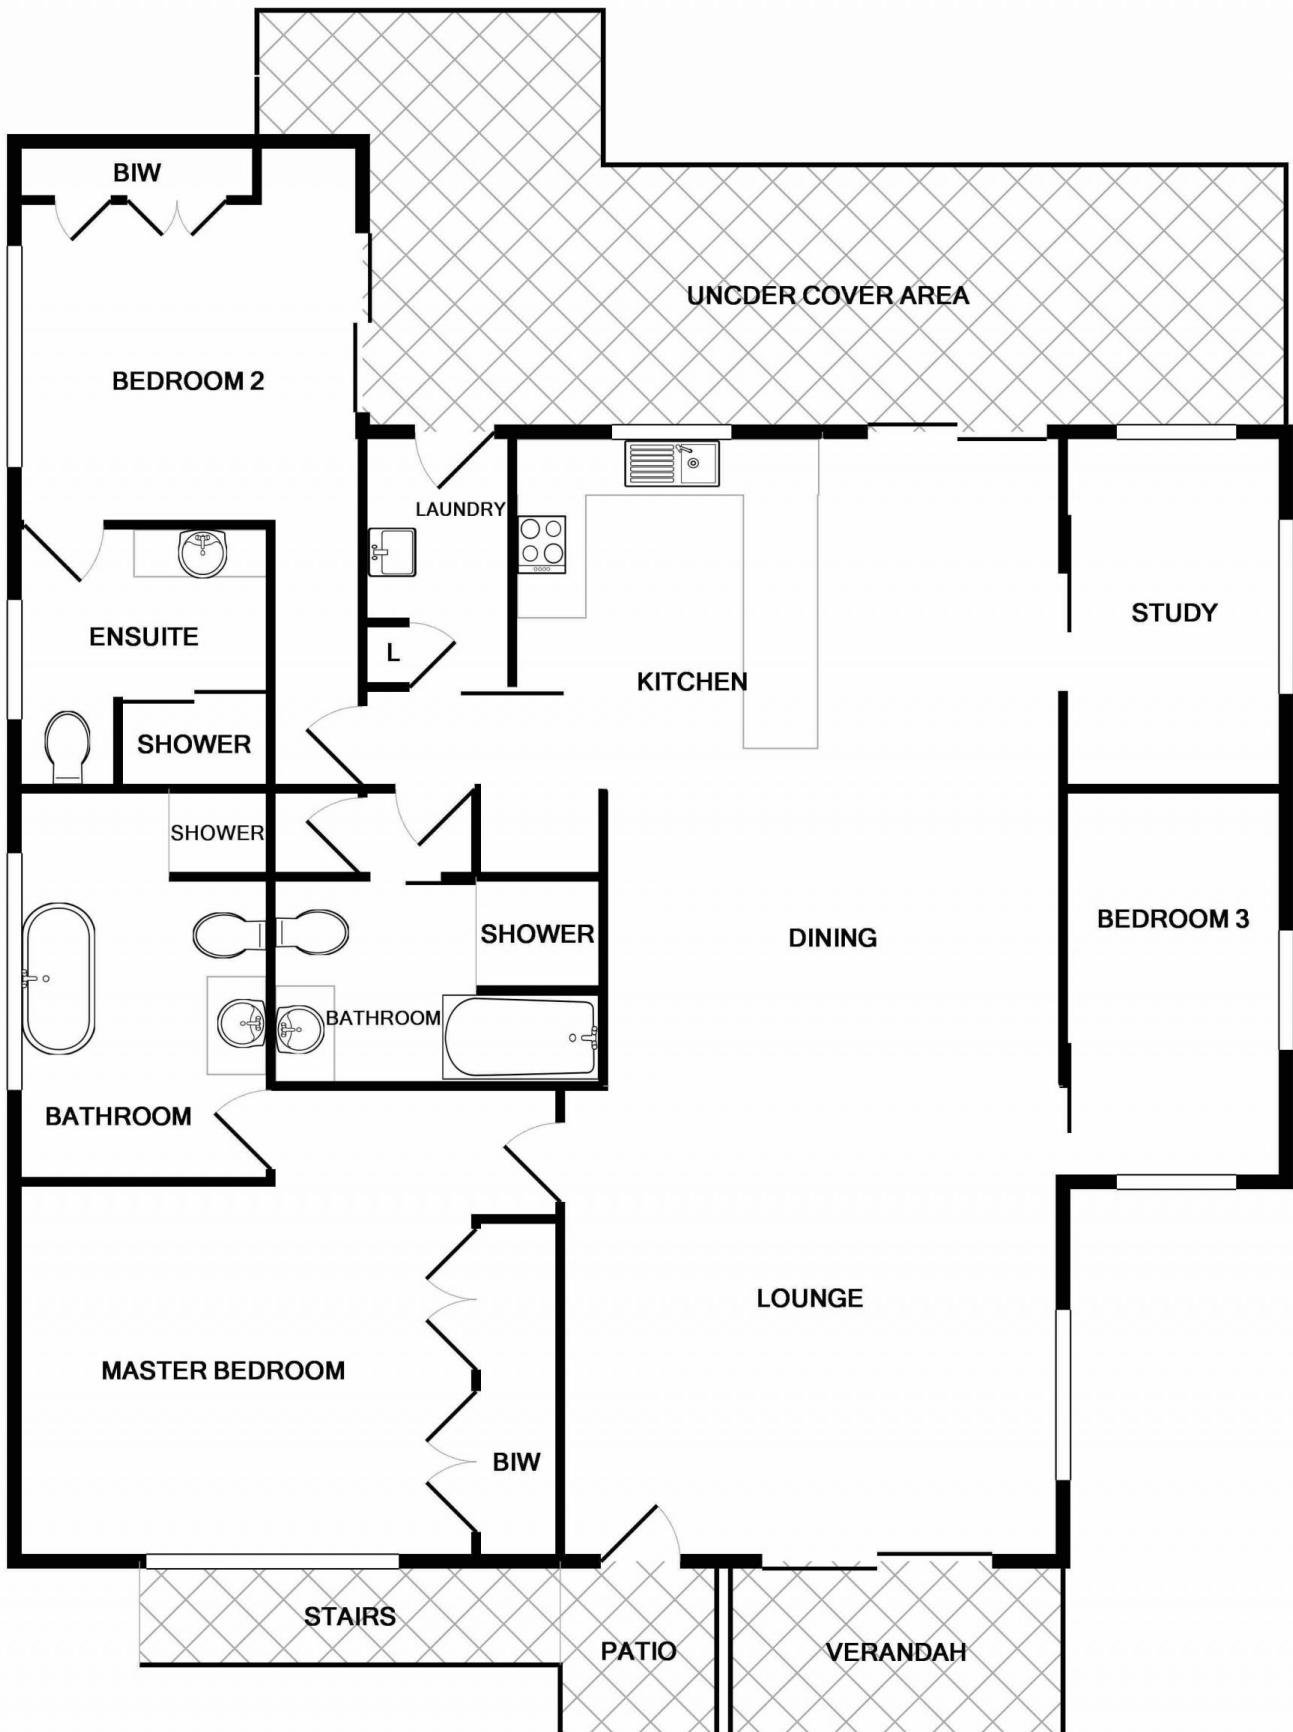 BIW
UNCDER COVER AREA
BEDROOM 2
LAUNDRY
STUDY
ENSUITE
L
KITCHEN
SHOWER
SHOWER
BEDROOM 3
SHOWER
DINING
BATHROOM
BATHROOM
LOUNGE
MASTER BEDROOM
BIW
STAIRS
PATIO
VERANDAH